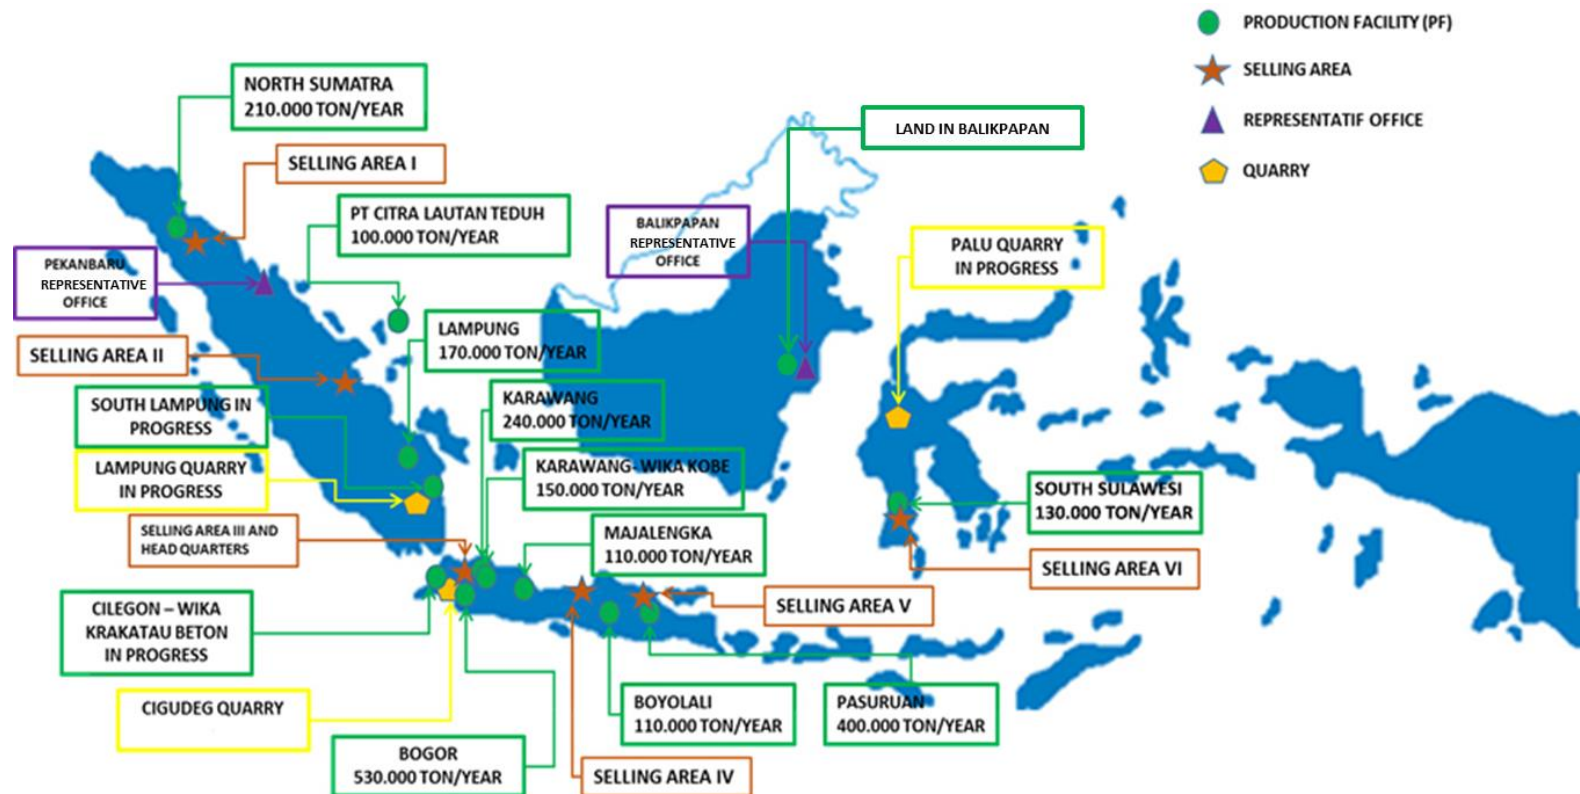 PRODUCTION FACILITY (PF)
SELLING AREA
REPRESENTATIF OFFICE
QUARRY
NORTH SUMATRA
210.000 TON/YEAR
SELLING AREA I
PT CITRA LAUTAN TEDUH
100.000 TON/YEAR
LAND IN BALIKPAPAN
BALIKPAPAN
REPRESENTATIVE
OFFICE
PALU QUARRY
IN PROGRESS
PEKANBARU
REPRESENTATIVE
OFFICE
LAMPUNG
170.000 TON/YEAR
SELLING AREA II
SOUTH LAMPUNG IN
PROGRESS
KARAWANG
240.000 TON/YEAR
LAMPUNG QUARRY
IN PROGRESS
KARAWANG- WIKA KOBE
150.000 TON/YEAR
SOUTH SULAWESI
130.000 TON/YEAR
SELLING AREA III AND
HEAD QUARTERS
MAJALENGKA
110.000 TON/YEAR
SELLING AREA VI
CILEGON – WIKA
KRAKATAU BETON
IN PROGRESS
SELLING AREA V
CIGUDEG QUARRY
BOYOLALI
110.000 TON/YEAR
PASURUAN
400.000 TON/YEAR
BOGOR
530.000 TON/YEAR
SELLING AREA IV